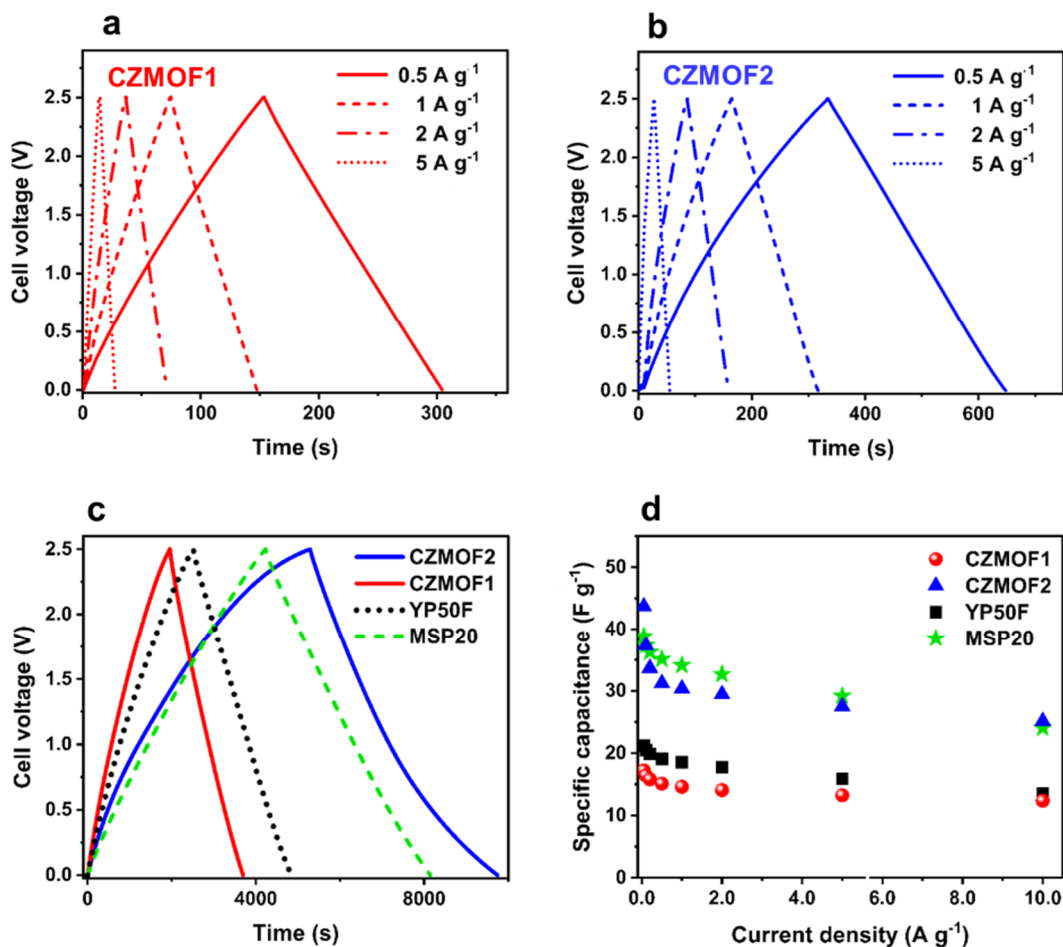 a
CZMOF1
0.5 A g⁻¹
1 A g⁻¹
2 A g⁻¹
5 A g⁻¹
Cell voltage (V)
2.5
2.0
1.5
1.0
0.5
0.0
0 100 200 300
Time (s)
b
CZMOF2
0.5 A g⁻¹
1 A g⁻¹
2 A g⁻¹
5 A g⁻¹
Cell voltage (V)
2.5
2.0
1.5
1.0
0.5
0.0
0 200 400 600
Time (s)
c
CZMOF2
CZMOF1
YP50F
MSP20
Cell voltage (V)
2.5
2.0
1.5
1.0
0.5
0.0
0 4000 8000
Time (s)
d
CZMOF1
CZMOF2
YP50F
MSP20
Specific capacitance (F g⁻¹)
50
40
30
20
10
0
0.0 2.0 4.0 6.0 8.0 10.0
Current density (A g⁻¹)